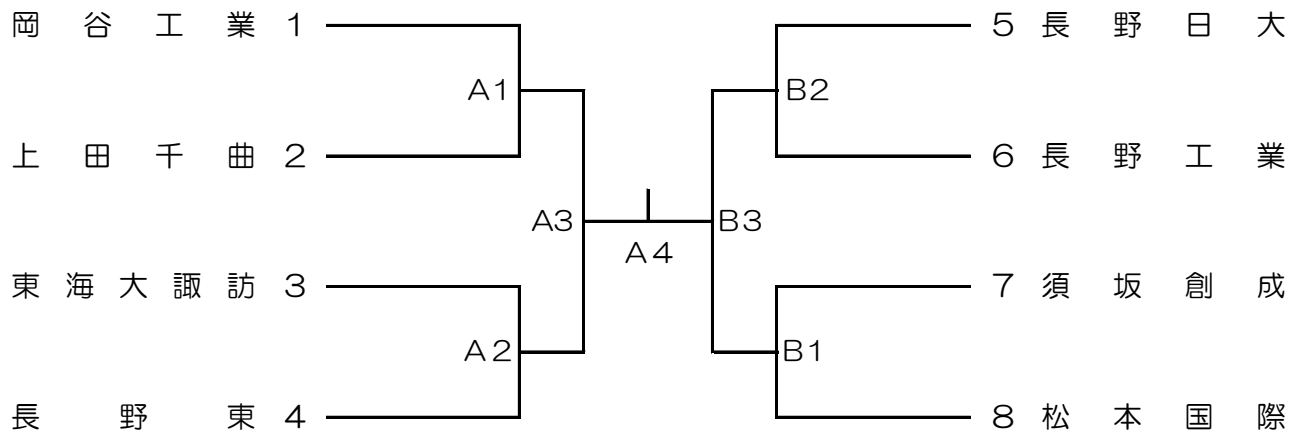 岡谷工業 1
5 長野日大
A1
B2
上田千曲 2
6 長野工業
A3
B3
A4
東海大諏訪 3
7 須坂創成
A2
B1
長野東 4
8 松本国際